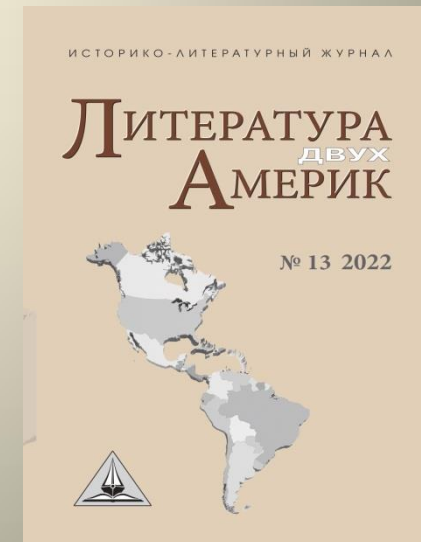 ИСТОРИКО-ЛИТЕРАТУРНЫЙ ЖУРНАЛ
ЛИТЕРАТУРА
ДВУХ
АМЕРИК
№ 13 2022